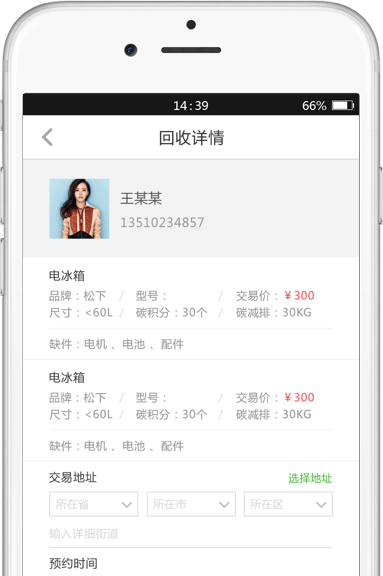 14:39 66%
回收详情
王某某
13510234857
电冰箱
品牌：松下 / 型号： / 交易价：￥300
尺寸：<60L / 碳积分：30个 / 碳减排：30KG
缺件：电机 、电池 、配件
电冰箱
品牌：松下 / 型号： / 交易价：￥300
尺寸：<60L / 碳积分：30个 / 碳减排：30KG
缺件：电机 、电池 、配件
交易地址 选择地址
所在省 所在市 所在区
输入详细街道
预约时间